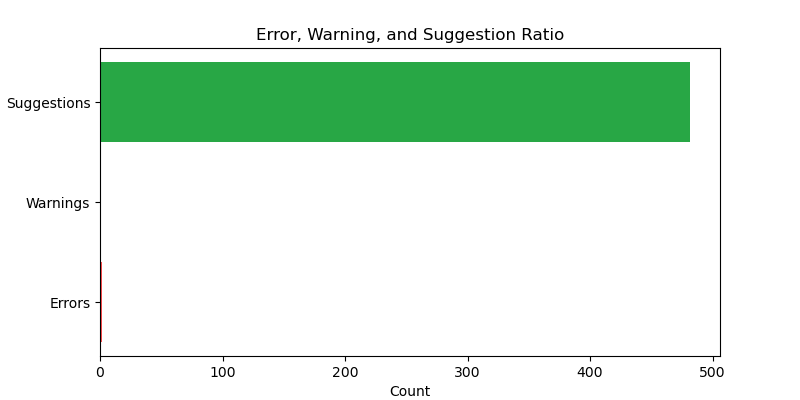 Error, Warning, and Suggestion Ratio
Suggestions
Warnings
Errors
0 100 200 300 400 500
Count